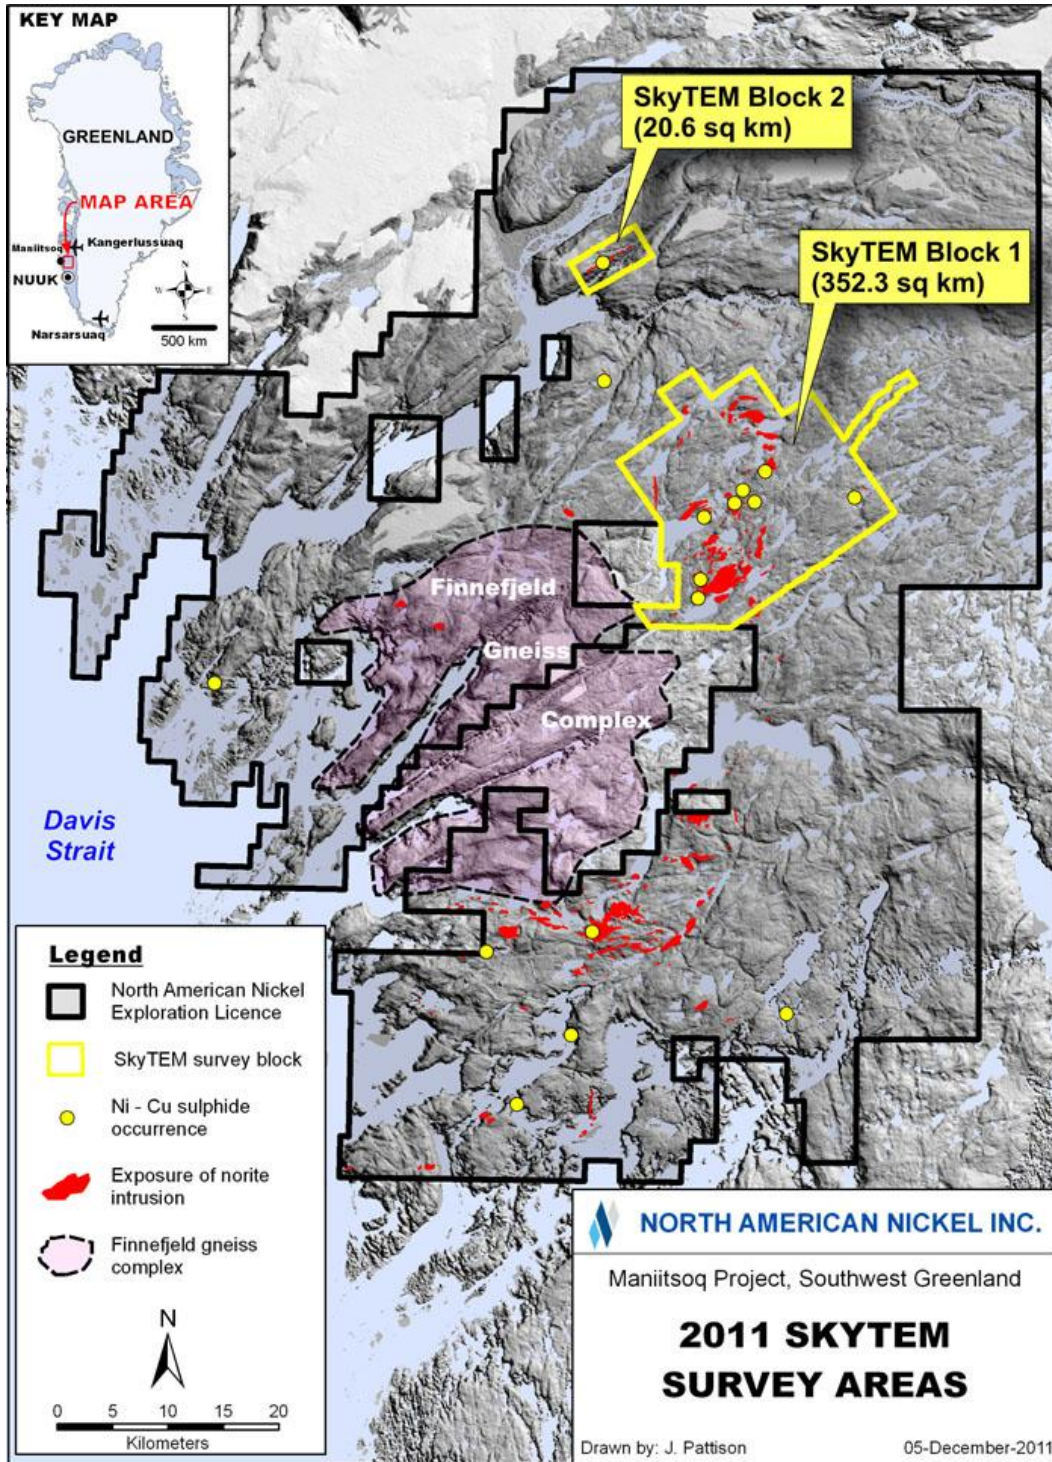 KEY MAP
GREENLAND
MAP AREA
Maniitsoq
Kangerlussuaq
NUUK
N
W
E
S
Narsarsuaq
500 km
SkyTEM Block 2
(20.6 sq km)
SkyTEM Block 1
(352.3 sq km)
Finnefjeld
Gneiss
Complex
Davis
Strait
Legend
North American Nickel
Exploration Licence
SkyTEM survey block
Ni - Cu sulphide
occurrence
Exposure of norite
intrusion
Finnefjeld gneiss
complex
N
0 5 10 15 20
Kilometers
NORTH AMERICAN NICKEL INC.
Maniitsoq Project, Southwest Greenland
2011 SKYTEM
SURVEY AREAS
Drawn by: J. Pattison
05-December-2011